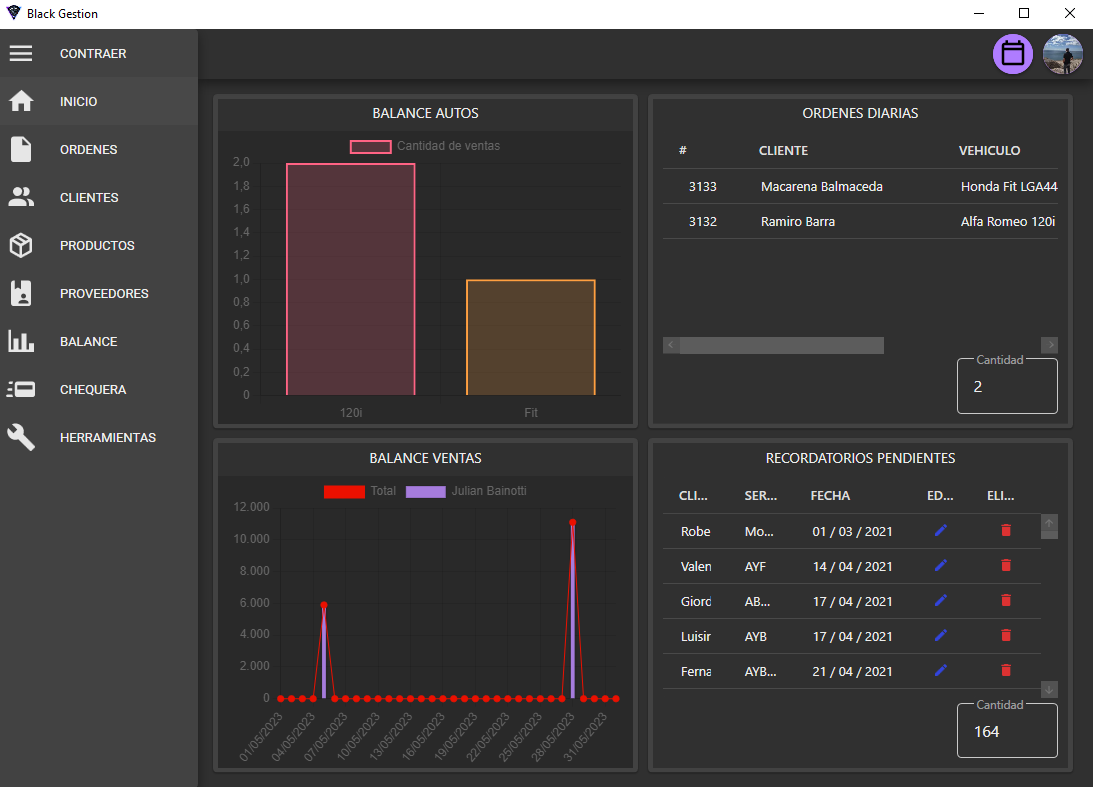 Black Gestion
CONTRAER
INICIO
ORDENES
CLIENTES
PRODUCTOS
PROVEEDORES
BALANCE
CHEQUERA
HERRAMIENTAS
BALANCE AUTOS
Cantidad de ventas
2,0
1,8
1,6
1,4
1,2
1,0
0,8
0,6
0,4
0,2
0
120i Fit
ORDENES DIARIAS
# CLIENTE VEHICULO
3133 Macarena Balmaceda Honda Fit LGA44
3132 Ramiro Barra Alfa Romeo 120i
Cantidad
2
BALANCE VENTAS
Total Julian Bainotti
12.000
10.000
8.000
6.000
4.000
2.000
0
01/05/2023 04/05/2023 07/05/2023 10/05/2023 13/05/2023 16/05/2023 19/05/2023 22/05/2023 25/05/2023 28/05/2023 31/05/2023
RECORDATORIOS PENDIENTES
CLI... SER... FECHA ED... ELI...
Robe Mo... 01 / 03 / 2021
Valen AYF 14 / 04 / 2021
Giord AB... 17 / 04 / 2021
Luisir AYB 17 / 04 / 2021
Ferna AYB... 21 / 04 / 2021
Cantidad
164